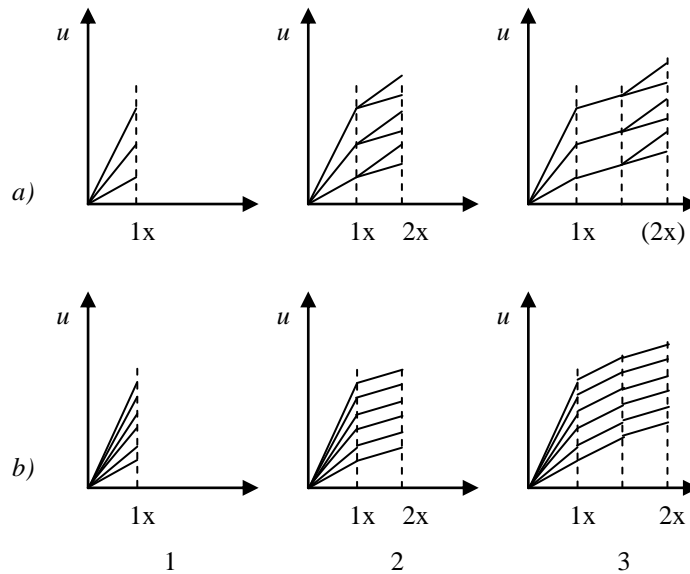 u u u
a)
1x 1x 2x 1x (2x)
u u u
b)
1x 1x 2x 1x 2x
1 2 3